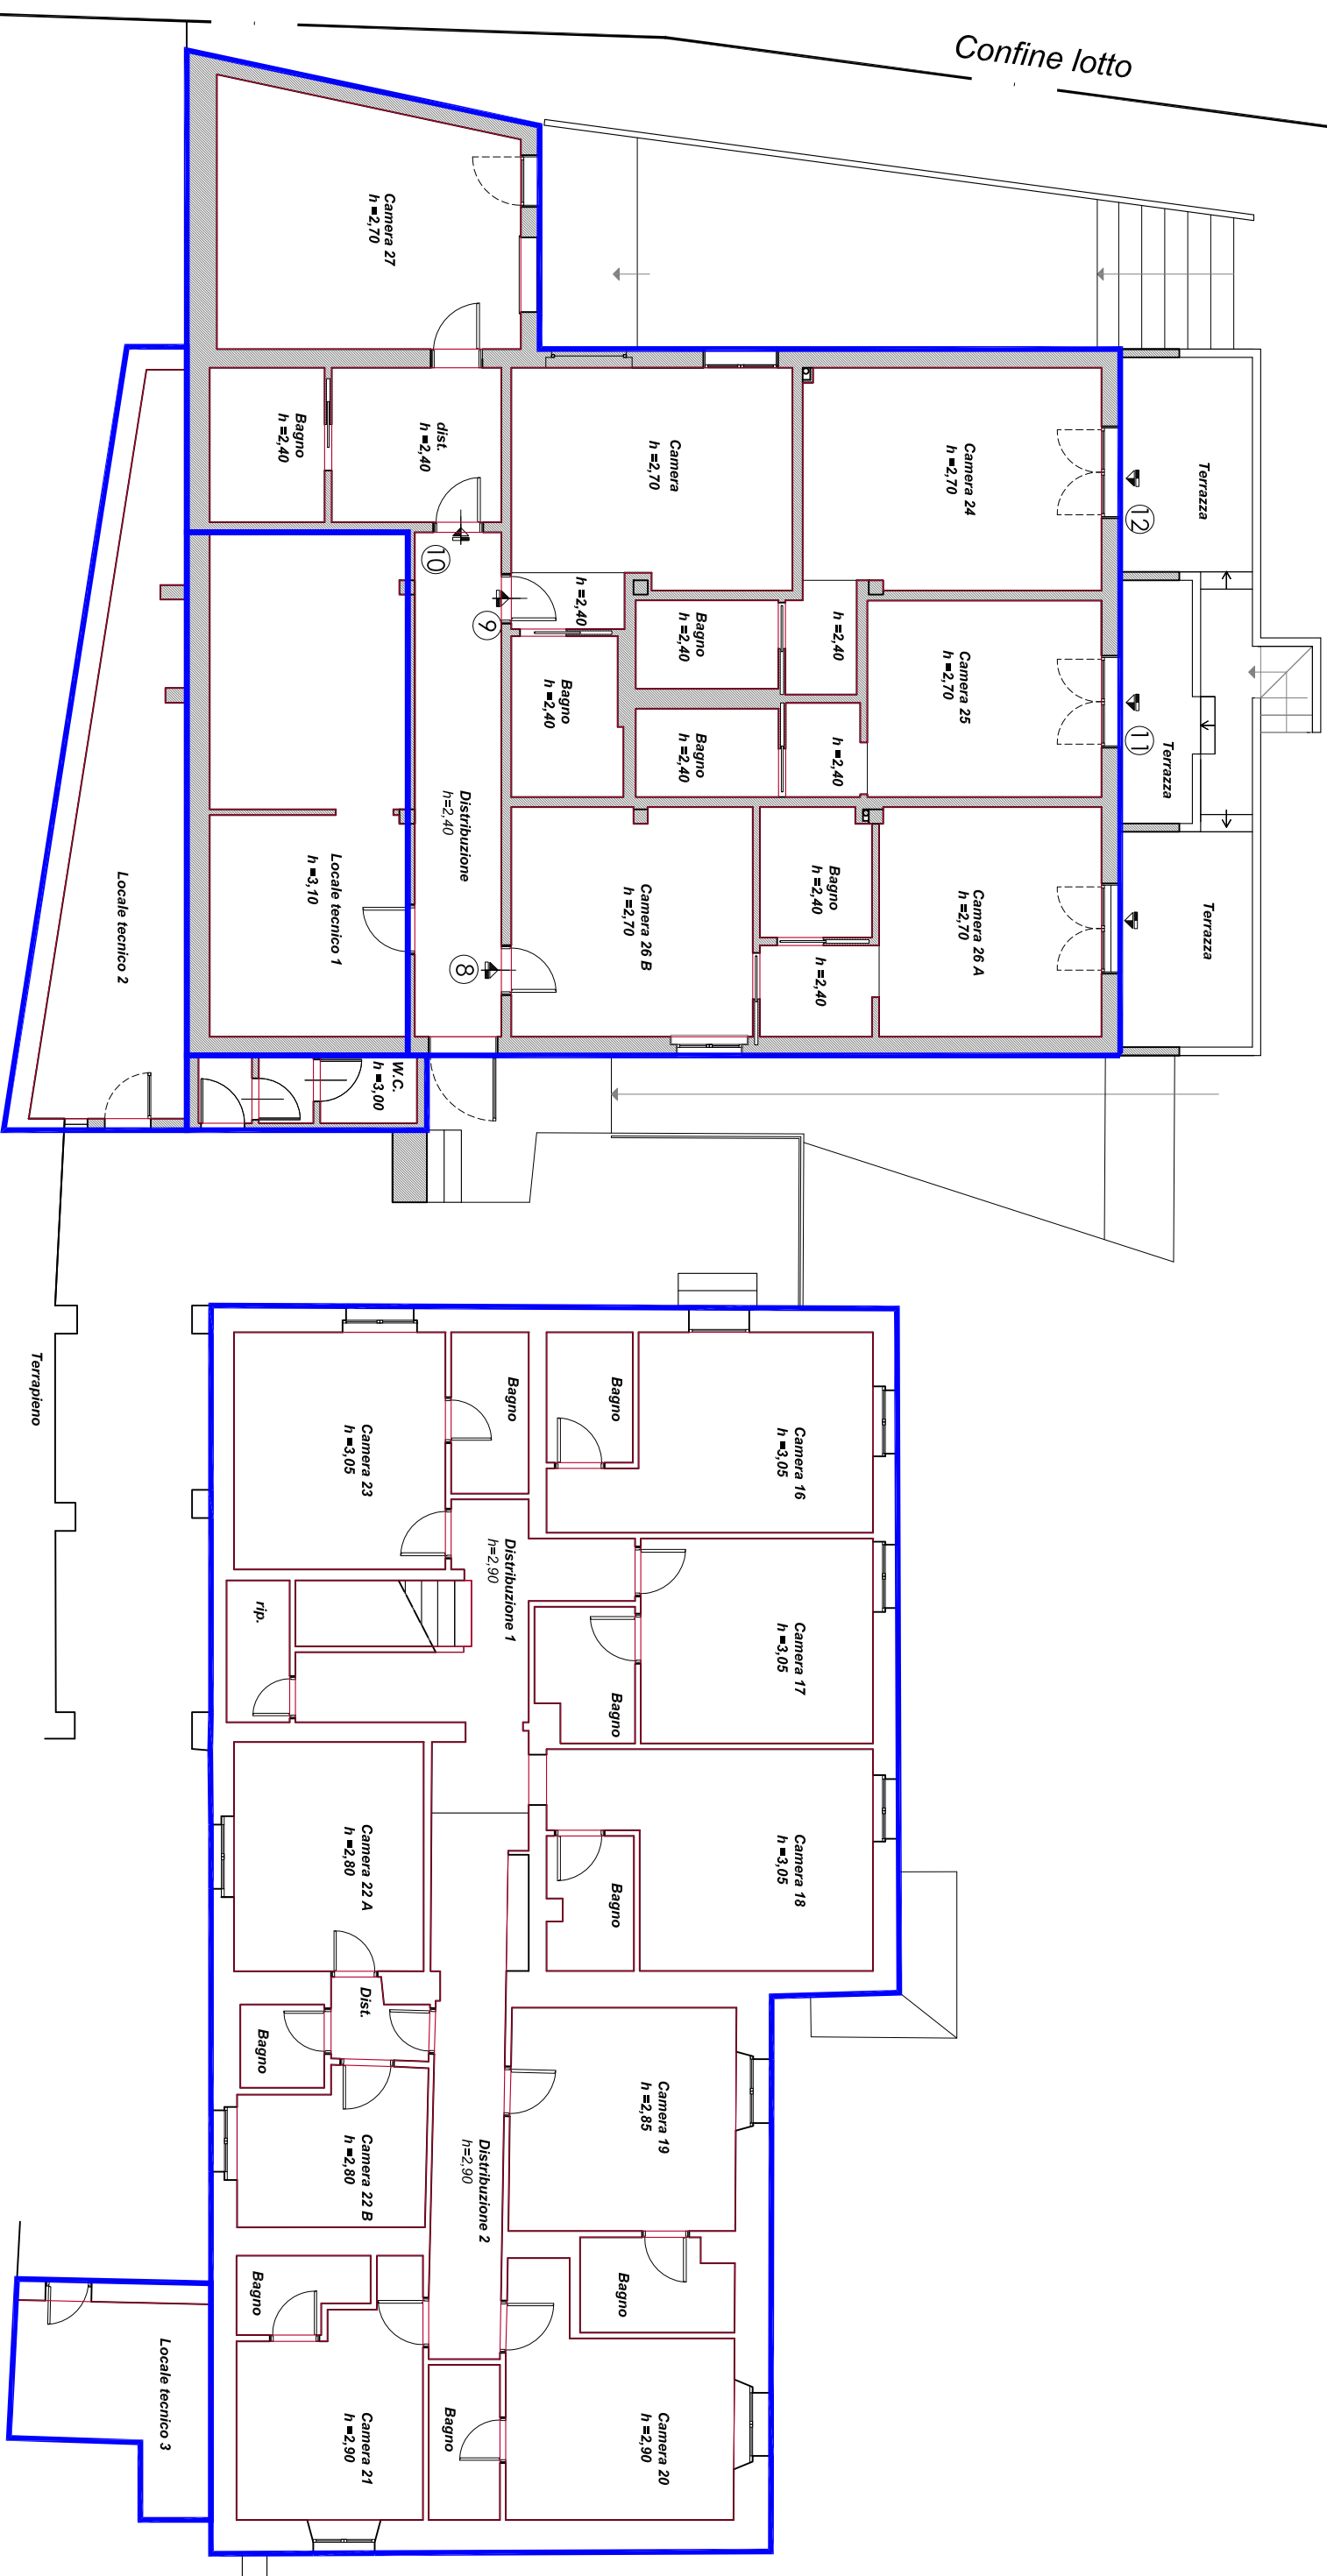 Confine lotto
Camera 27
h =2,70
Bagno
h =2,40
dist.
h =2,40
Camera
h =2,70
Camera 24
h =2,70
Terrazza
12
10
9
h =2,40
Bagno
h =2,40
h =2,40
Camera 25
h =2,70
11
Terrazza
Bagno
h =2,40
Bagno
h =2,40
h =2,40
Distribuzione
h=2,40
Locale tecnico 1
h =3,10
Locale tecnico 2
Camera 26 B
h =2,70
8
Bagno
h =2,40
h =2,40
Camera 26 A
h =2,70
Terrazza
W.C.
h =3,00
Terrapieno
Camera 23
h =3,05
Bagno
Bagno
Camera 16
h =3,05
Distribuzione 1
h=2,90
rip.
Camera 17
h =3,05
Bagno
Camera 18
h =3,05
Bagno
Camera 22 A
h =2,80
Dist.
Bagno
Camera 22 B
h =2,80
Distribuzione 2
h=2,90
Camera 19
h =2,85
Bagno
Bagno
Locale tecnico 3
Camera 21
h =2,90
Bagno
Camera 20
h =2,90